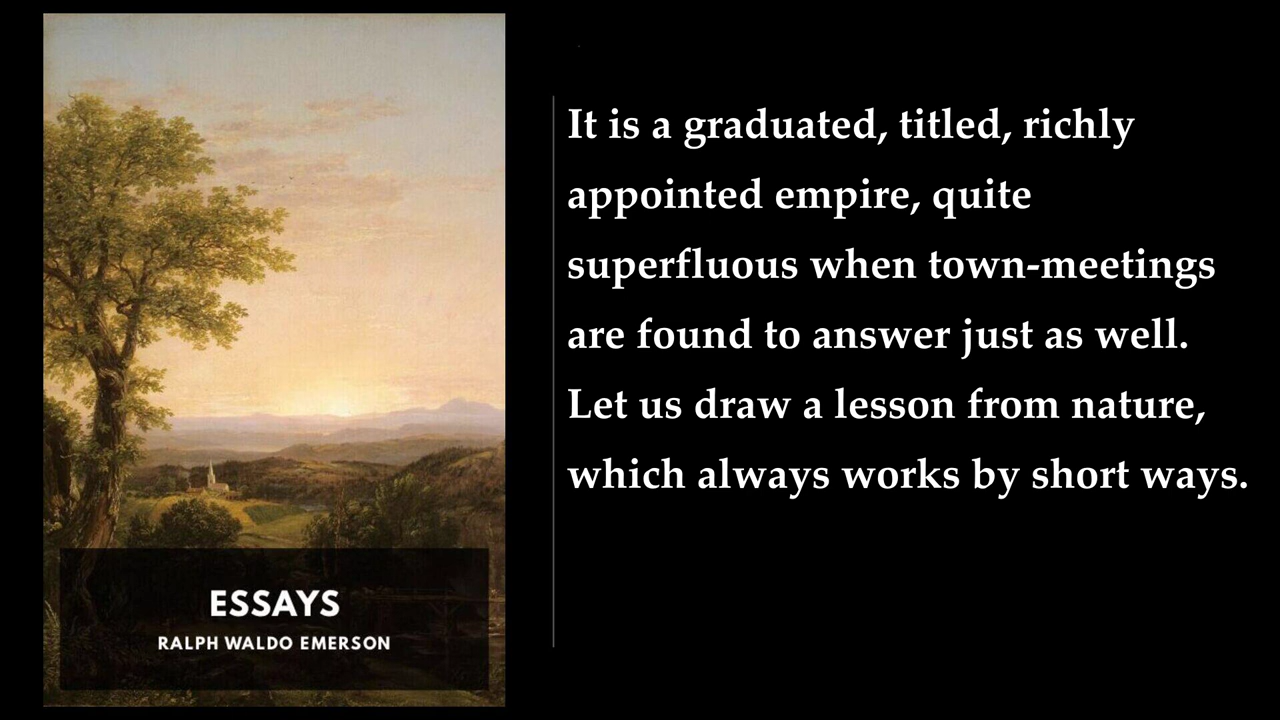 ESSAYS
RALPH WALDO EMERSON
It is a graduated, titled, richly
appointed empire, quite
superfluous when town-meetings
are found to answer just as well.
Let us draw a lesson from nature,
which always works by short ways.